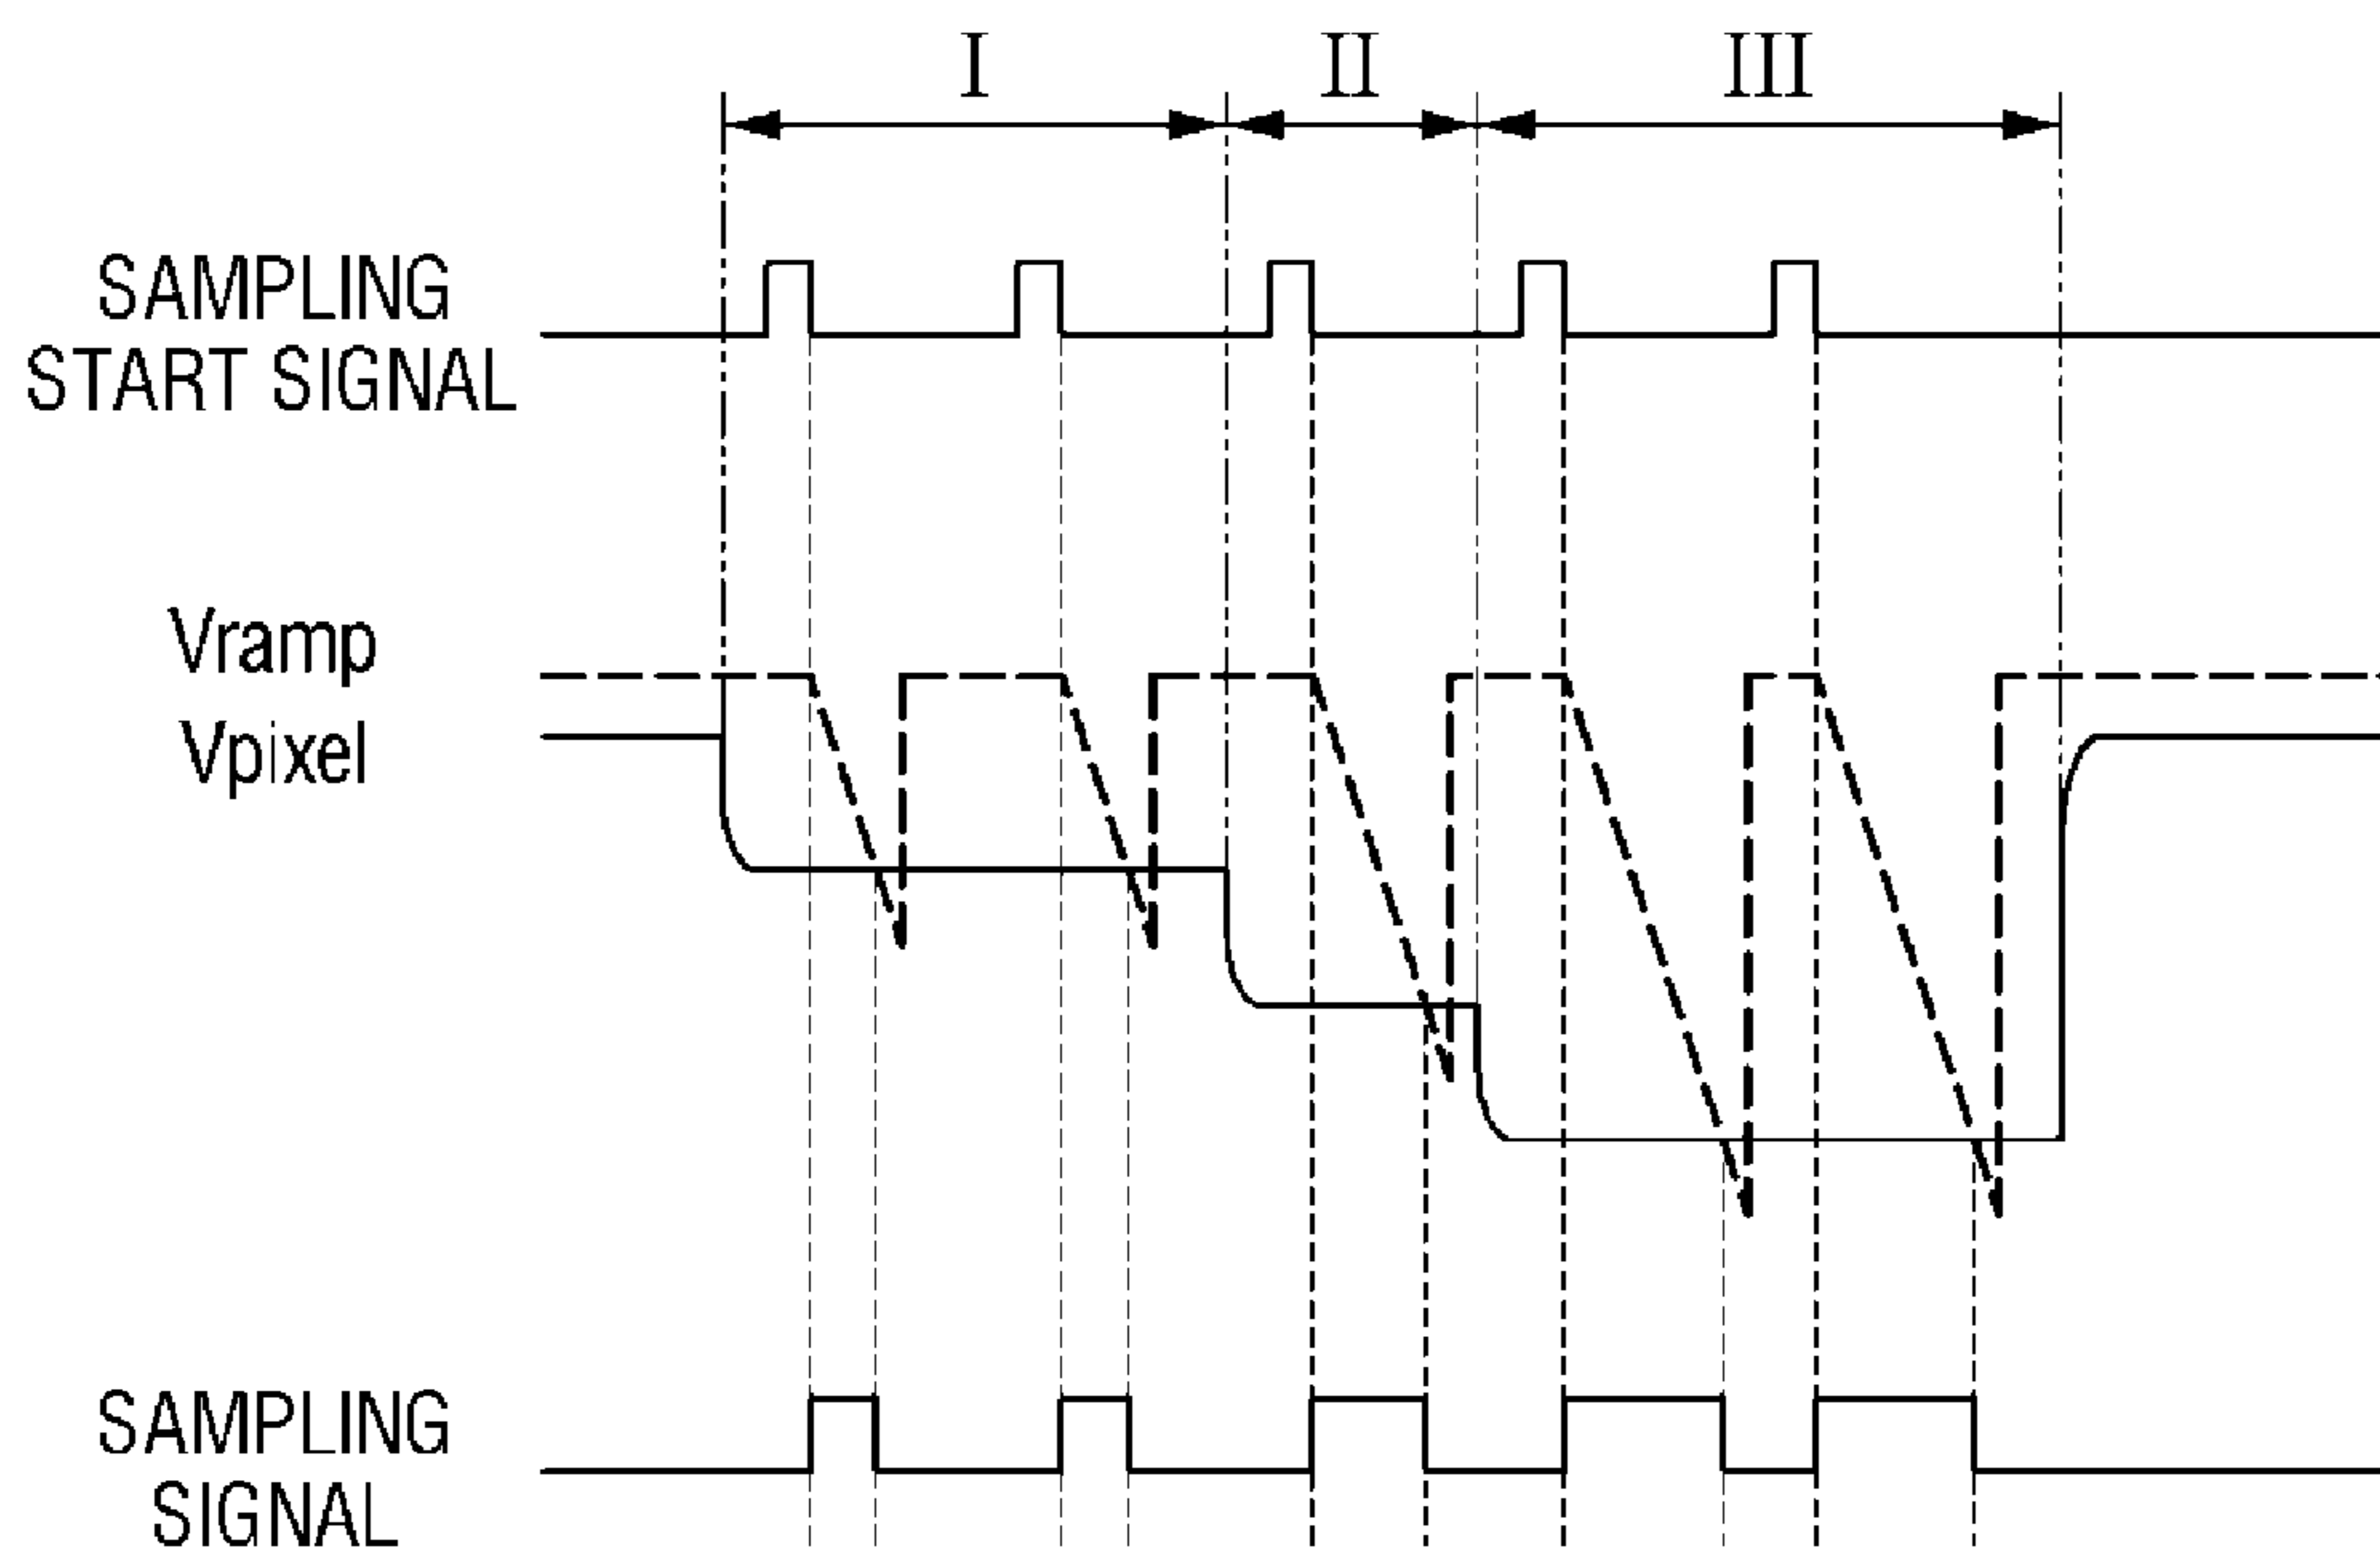 I II III
SAMPLING
START SIGNAL
Vramp
Vpixel
SAMPLING
SIGNAL